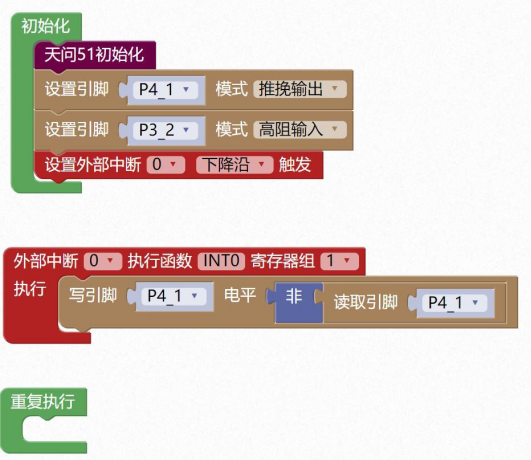 初始化
天问51初始化
设置引脚 P4_1 模式 推挽输出
设置引脚 P3_2 模式 高阻输入
设置外部中断 0 下降沿 触发
外部中断 0 执行函数 INT0 寄存器组 1
执行 写引脚 P4_1 电平 非 读取引脚 P4_1
重复执行